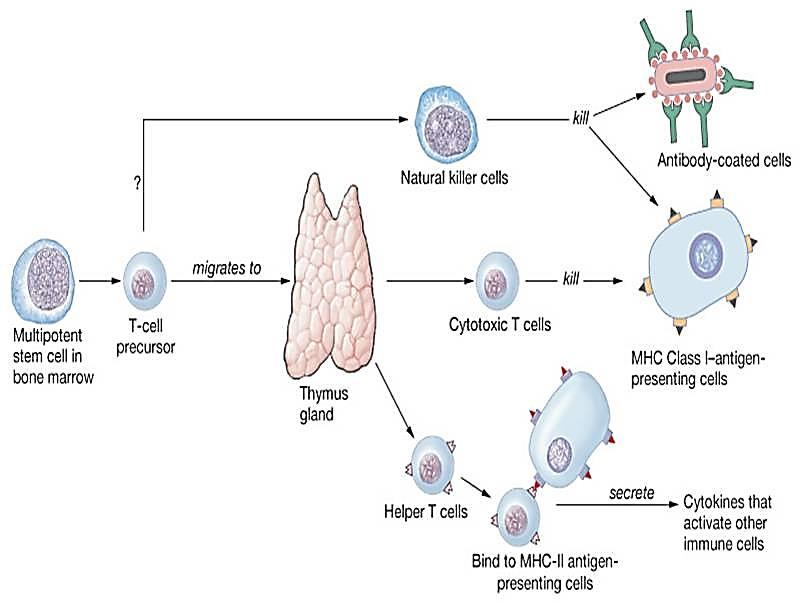 kill
Antibody-coated cells
Natural killer cells
?
migrates to
kill
Multipotent
stem cell in
bone marrow
T-cell
precursor
Cytotoxic T cells
MHC Class I–antigen-
presenting cells
Thymus
gland
Helper T cells
secrete
Cytokines that
activate other
immune cells
Bind to MHC-II antigen-
presenting cells